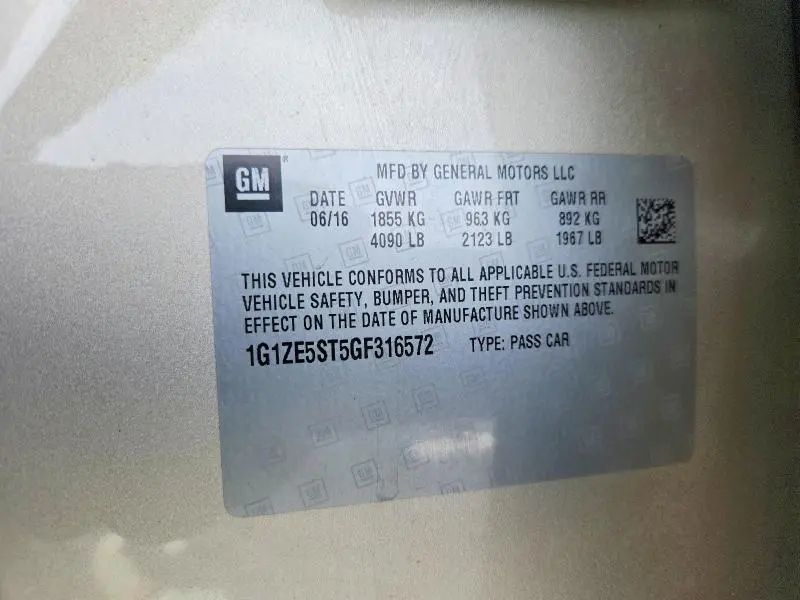 GM ®
MFD BY GENERAL MOTORS LLC
DATE GVWR GAWR FRT GAWR RR
06/16 1855 KG 963 KG 892 KG
4090 LB 2123 LB 1967 LB
THIS VEHICLE CONFORMS TO ALL APPLICABLE U.S. FEDERAL MOTOR
VEHICLE SAFETY, BUMPER, AND THEFT PREVENTION STANDARDS IN
EFFECT ON THE DATE OF MANUFACTURE SHOWN ABOVE.
1G1ZE5ST5GF316572 TYPE: PASS CAR